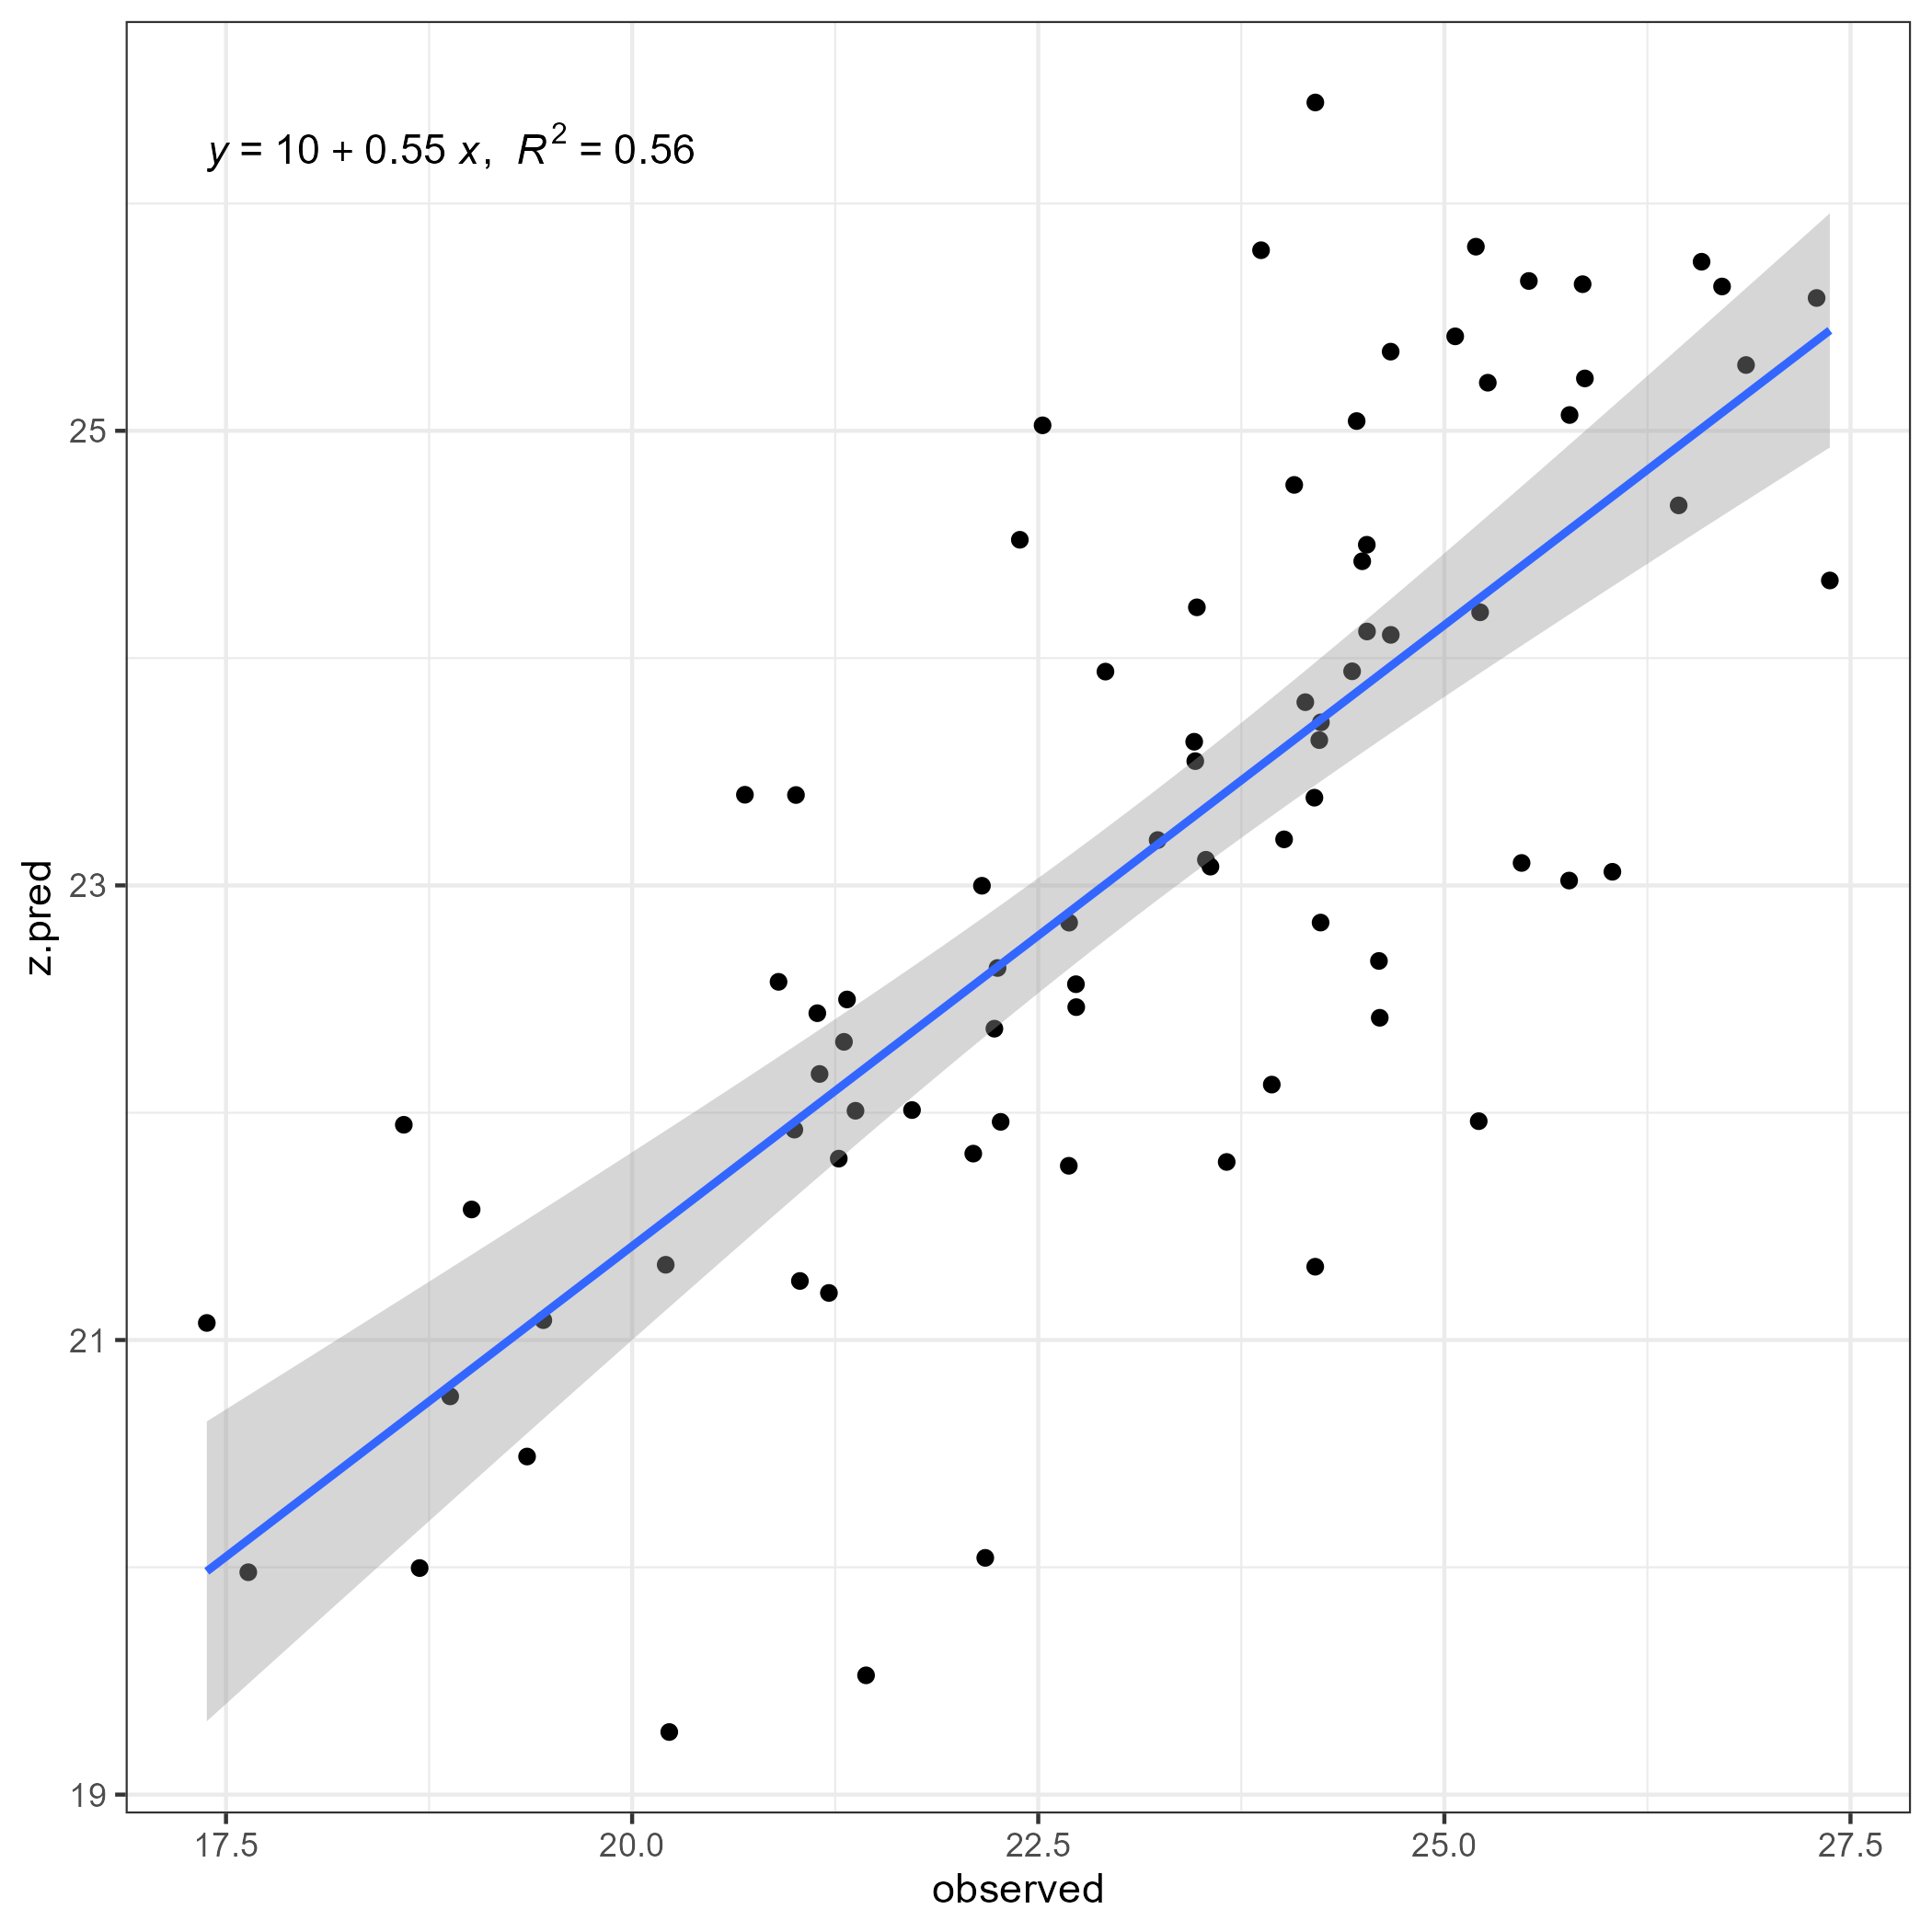 y = 10 + 0.55 x, R² = 0.56
25
23
21
19
z.pred
17.5 20.0 22.5 25.0 27.5
observed